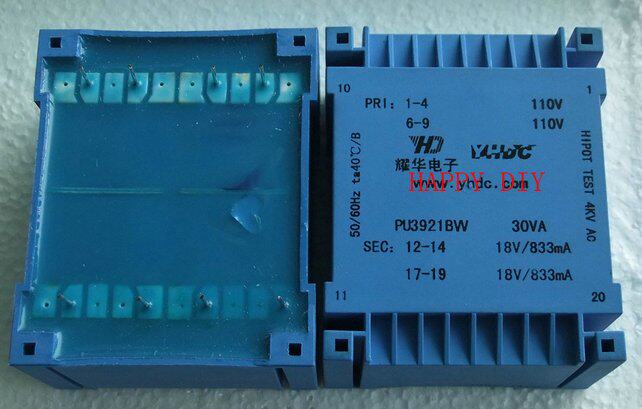 10 1
PRI: 1-4 110V
6-9 110V
YHDC
耀华电子
HAPPY DIY
www.yhdc.com
PU3921BW 30VA
SEC: 12-14 18V/833mA
17-19 18V/833mA
11 20
50/60Hz ta40℃/B
HIPOT TEST 4KV AC